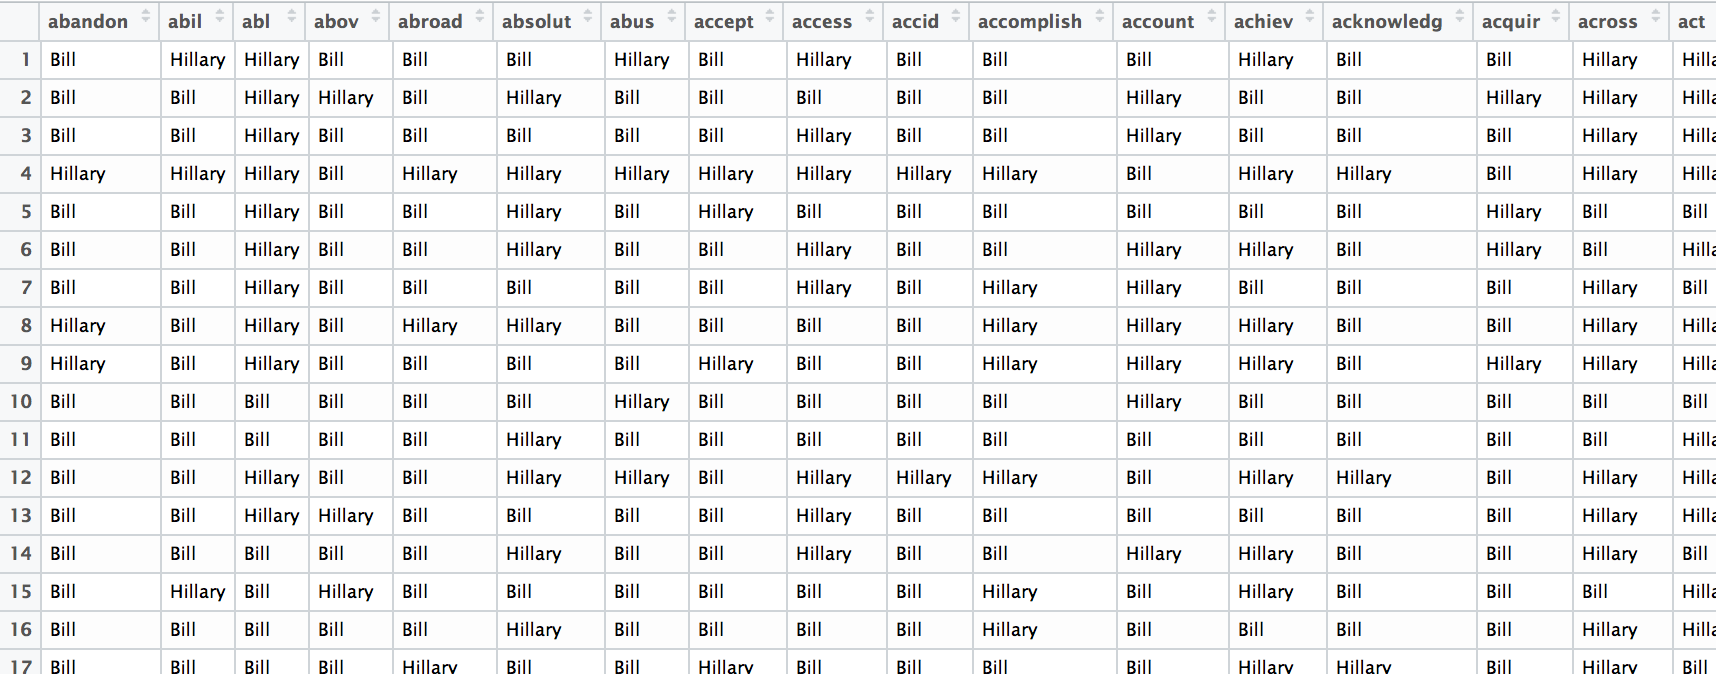 abandon abil abl abov abroad absolut abus accept access accid accomplish account achiev acknowledg acquir across act
1 Bill Hillary Hillary Bill Bill Bill Hillary Bill Hillary Bill Bill Bill Hillary Bill Bill Hillary Hilla
2 Bill Bill Hillary Hillary Bill Hillary Bill Bill Bill Bill Bill Hillary Bill Bill Hillary Hillary Hilla
3 Bill Bill Hillary Bill Bill Bill Bill Bill Hillary Bill Bill Hillary Bill Bill Bill Hillary Hilla
4 Hillary Hillary Hillary Bill Hillary Hillary Hillary Hillary Hillary Hillary Hillary Bill Hillary Hillary Bill Hillary Hilla
5 Bill Bill Hillary Bill Bill Hillary Bill Hillary Bill Bill Bill Bill Bill Bill Hillary Bill Bill
6 Bill Bill Hillary Bill Bill Hillary Bill Bill Hillary Bill Bill Hillary Hillary Bill Hillary Bill Hilla
7 Bill Bill Hillary Bill Bill Bill Bill Bill Hillary Bill Hillary Hillary Bill Bill Bill Hillary Bill
8 Hillary Bill Hillary Bill Hillary Hillary Bill Bill Bill Bill Hillary Hillary Hillary Bill Bill Hillary Hilla
9 Hillary Bill Hillary Bill Bill Bill Bill Hillary Bill Bill Hillary Hillary Hillary Bill Hillary Hillary Hilla
10 Bill Bill Bill Bill Bill Bill Hillary Bill Bill Bill Bill Hillary Bill Bill Bill Bill Bill
11 Bill Bill Bill Bill Bill Hillary Bill Bill Bill Bill Bill Bill Bill Bill Bill Bill Hilla
12 Bill Bill Hillary Bill Bill Hillary Hillary Bill Hillary Hillary Hillary Bill Hillary Hillary Bill Hillary Hilla
13 Bill Bill Hillary Hillary Bill Bill Bill Bill Hillary Bill Bill Bill Bill Bill Bill Hillary Hilla
14 Bill Bill Bill Bill Bill Hillary Bill Bill Hillary Bill Bill Hillary Hillary Bill Bill Hillary Bill
15 Bill Hillary Bill Hillary Bill Bill Bill Bill Bill Bill Hillary Bill Hillary Bill Bill Bill Hilla
16 Bill Bill Bill Bill Bill Hillary Bill Bill Bill Bill Hillary Bill Bill Bill Bill Hillary Hilla
17 Bill Bill Bill Bill Hillary Bill Bill Hillary Bill Bill Bill Bill Hillary Hillary Bill Hillary Bill